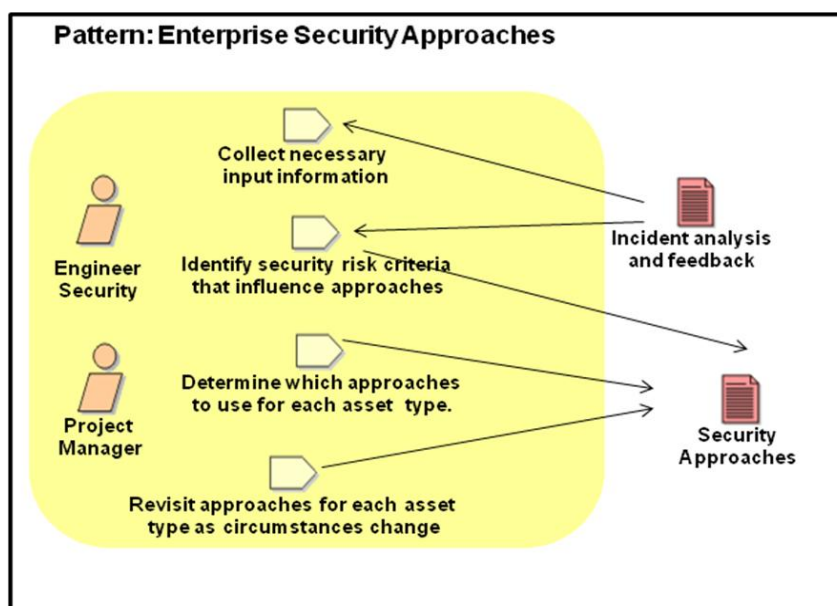 Pattern: Enterprise Security Approaches
Collect necessary
input information
Engineer
Security
Identify security risk criteria
that influence approaches
Incident analysis
and feedback
Project
Manager
Determine which approaches
to use for each asset type.
Security
Approaches
Revisit approaches for each asset
type as circumstances change